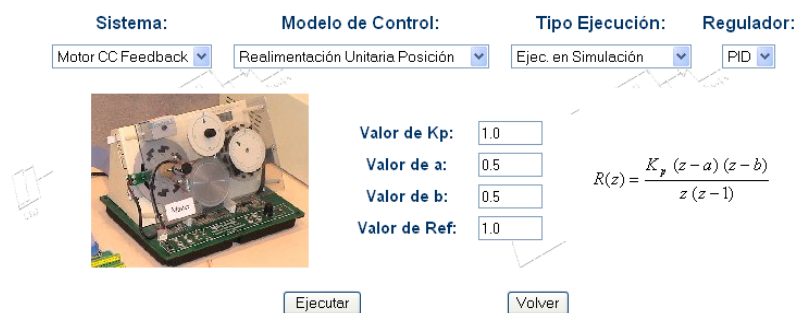 Sistema: Modelo de Control: Tipo Ejecución: Regulador:
Motor CC Feedback Realimentación Unitaria Posición Ejec. en Simulación PID
Valor de Kp: 1.0
Valor de a: 0.5
Valor de b: 0.5
Valor de Ref: 1.0
R(z) = K_p (z − a) (z − b) / z (z − 1)
Ejecutar Volver